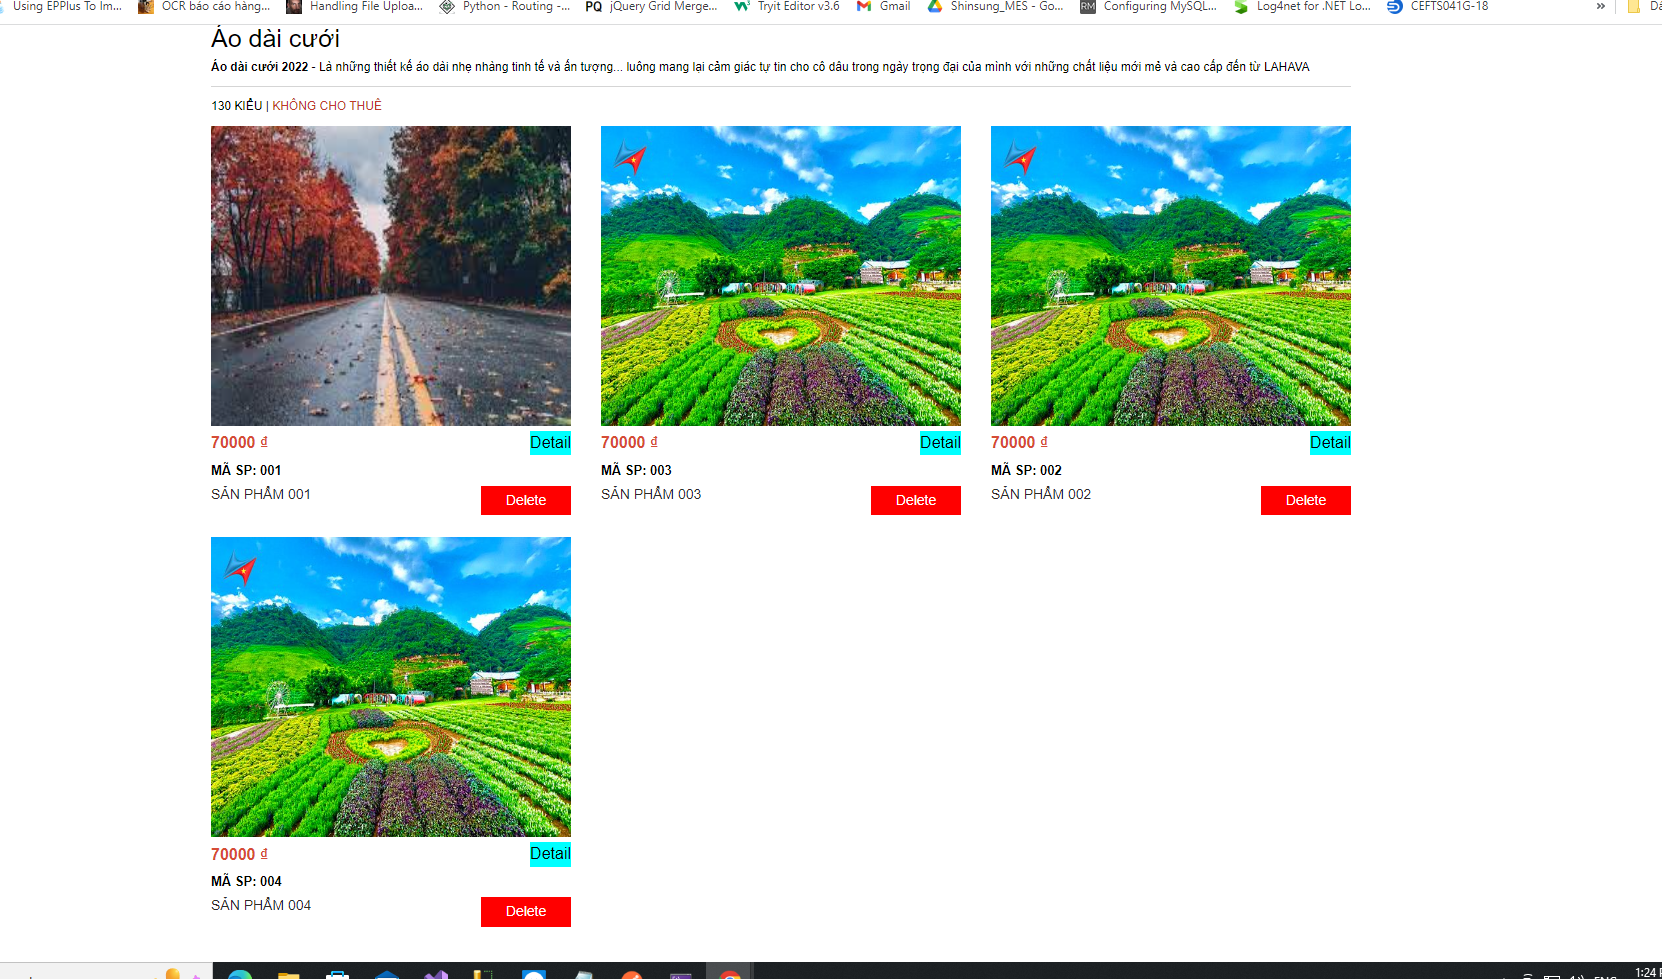 Using EPPlus To Im... OCR báo cáo hàng... Handling File Uploa... Python - Routing -... PQ jQuery Grid Merge... Tryit Editor v3.6 Gmail Shinsung_MES - Go... RM Configuring MySQL... Log4net for .NET Lo... CEFTS041G-18 »
Áo dài cưới
Áo dài cưới 2022 - Là những thiết kế áo dài nhẹ nhàng tinh tế và ấn tượng... luông mang lại cảm giác tự tin cho cô dâu trong ngày trọng đại của mình với những chất liệu mới mẻ và cao cấp đến từ LAHAVA
130 KIỂU | KHÔNG CHO THUÊ
70000 ₫ Detail
MÃ SP: 001
SẢN PHẨM 001 Delete
70000 ₫ Detail
MÃ SP: 003
SẢN PHẨM 003 Delete
70000 ₫ Detail
MÃ SP: 002
SẢN PHẨM 002 Delete
70000 ₫ Detail
MÃ SP: 004
SẢN PHẨM 004 Delete
1:24